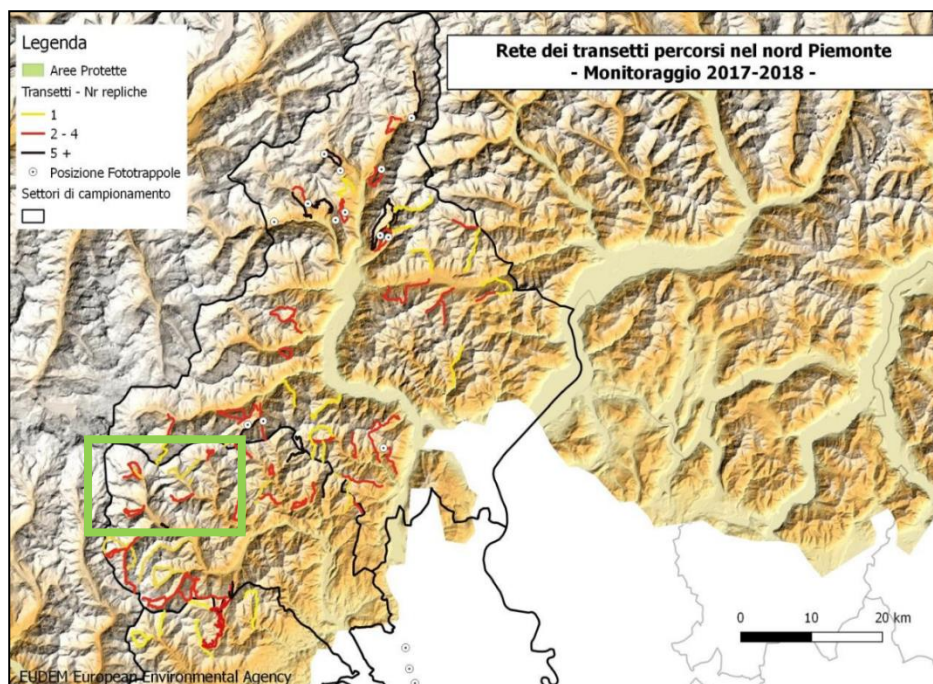 Legenda
Aree Protette
Transetti - Nr repliche
1
2 - 4
5 +
Posizione Fototrappole
Settori di campionamento
Rete dei transetti percorsi nel nord Piemonte
- Monitoraggio 2017-2018 -
0 10 20 km
EUDEM European Environmental Agency